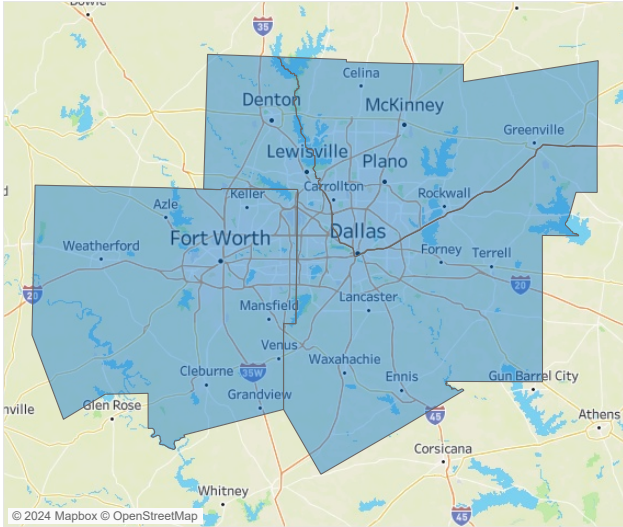 Bowie
35
Celina
Denton
McKinney
Greenville
Lewisville
Plano
Carrollton
Keller
Rockwall
Azle
Dallas
Fort Worth
Weatherford
Forney
Terrell
20
20
Lancaster
Mansfield
Venus
Waxahachie
Cleburne
35W
Gun Barrel City
Ennis
Grandview
nville
Glen Rose
45
Athens
Corsicana
Whitney
45
© 2024 Mapbox © OpenStreetMap